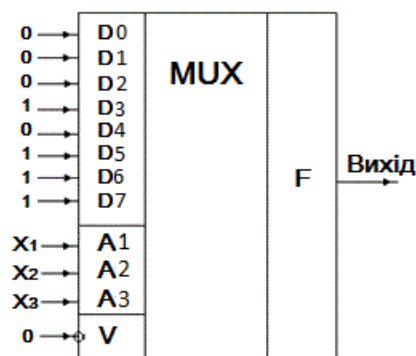 0 D0
0 D1
0 D2
1 D3
0 D4
1 D5
1 D6
1 D7
MUX
F
Вихід
X1 A1
X2 A2
X3 A3
0 V